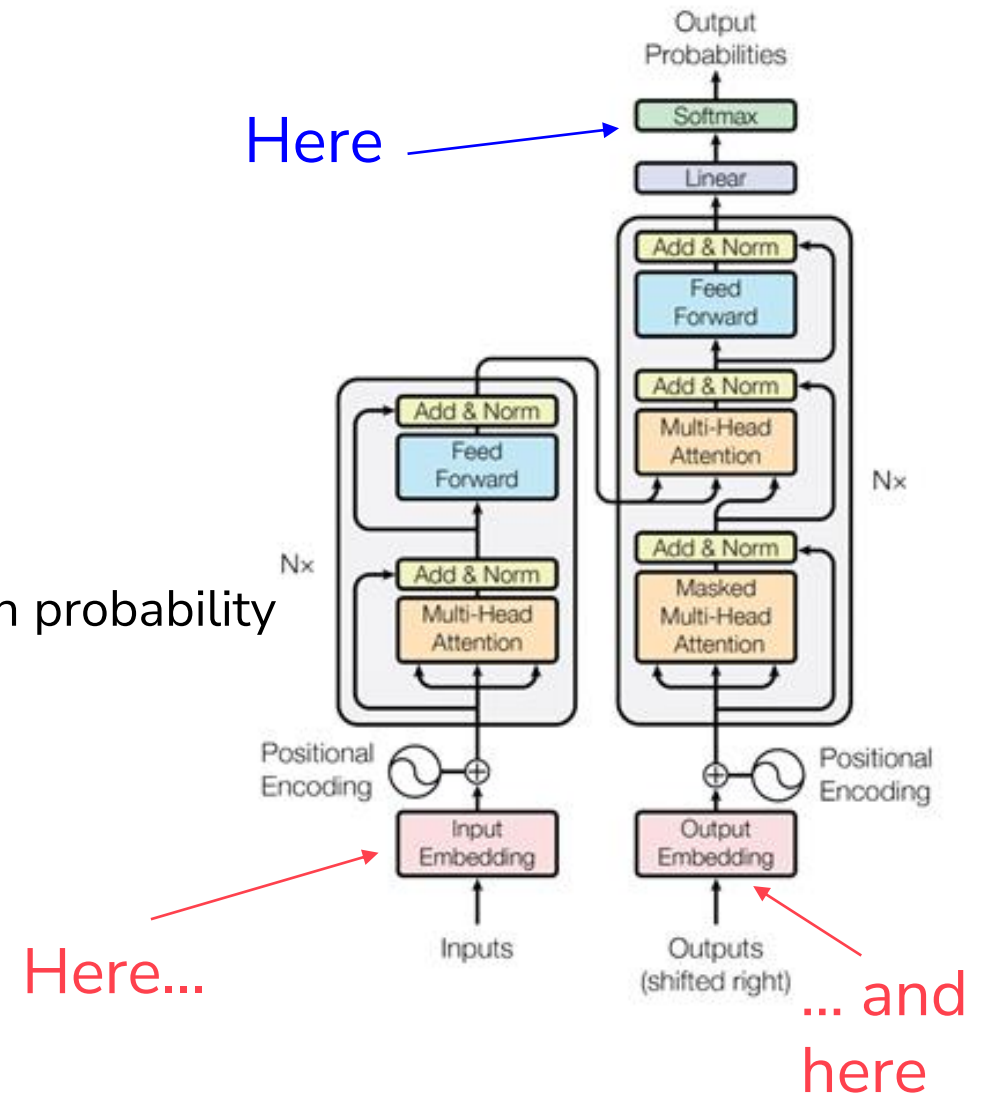 Output
Probabilities
Softmax
Here
Linear
Add & Norm
Feed
Forward
Add & Norm
Multi-Head
Attention
Nx
Add & Norm
Feed
Forward
Add & Norm
Masked
Multi-Head
Attention
Nx
Add & Norm
Multi-Head
Attention
n probability
Positional
Encoding
Positional
Encoding
Input
Embedding
Output
Embedding
Inputs
Outputs
(shifted right)
Here...
... and
here